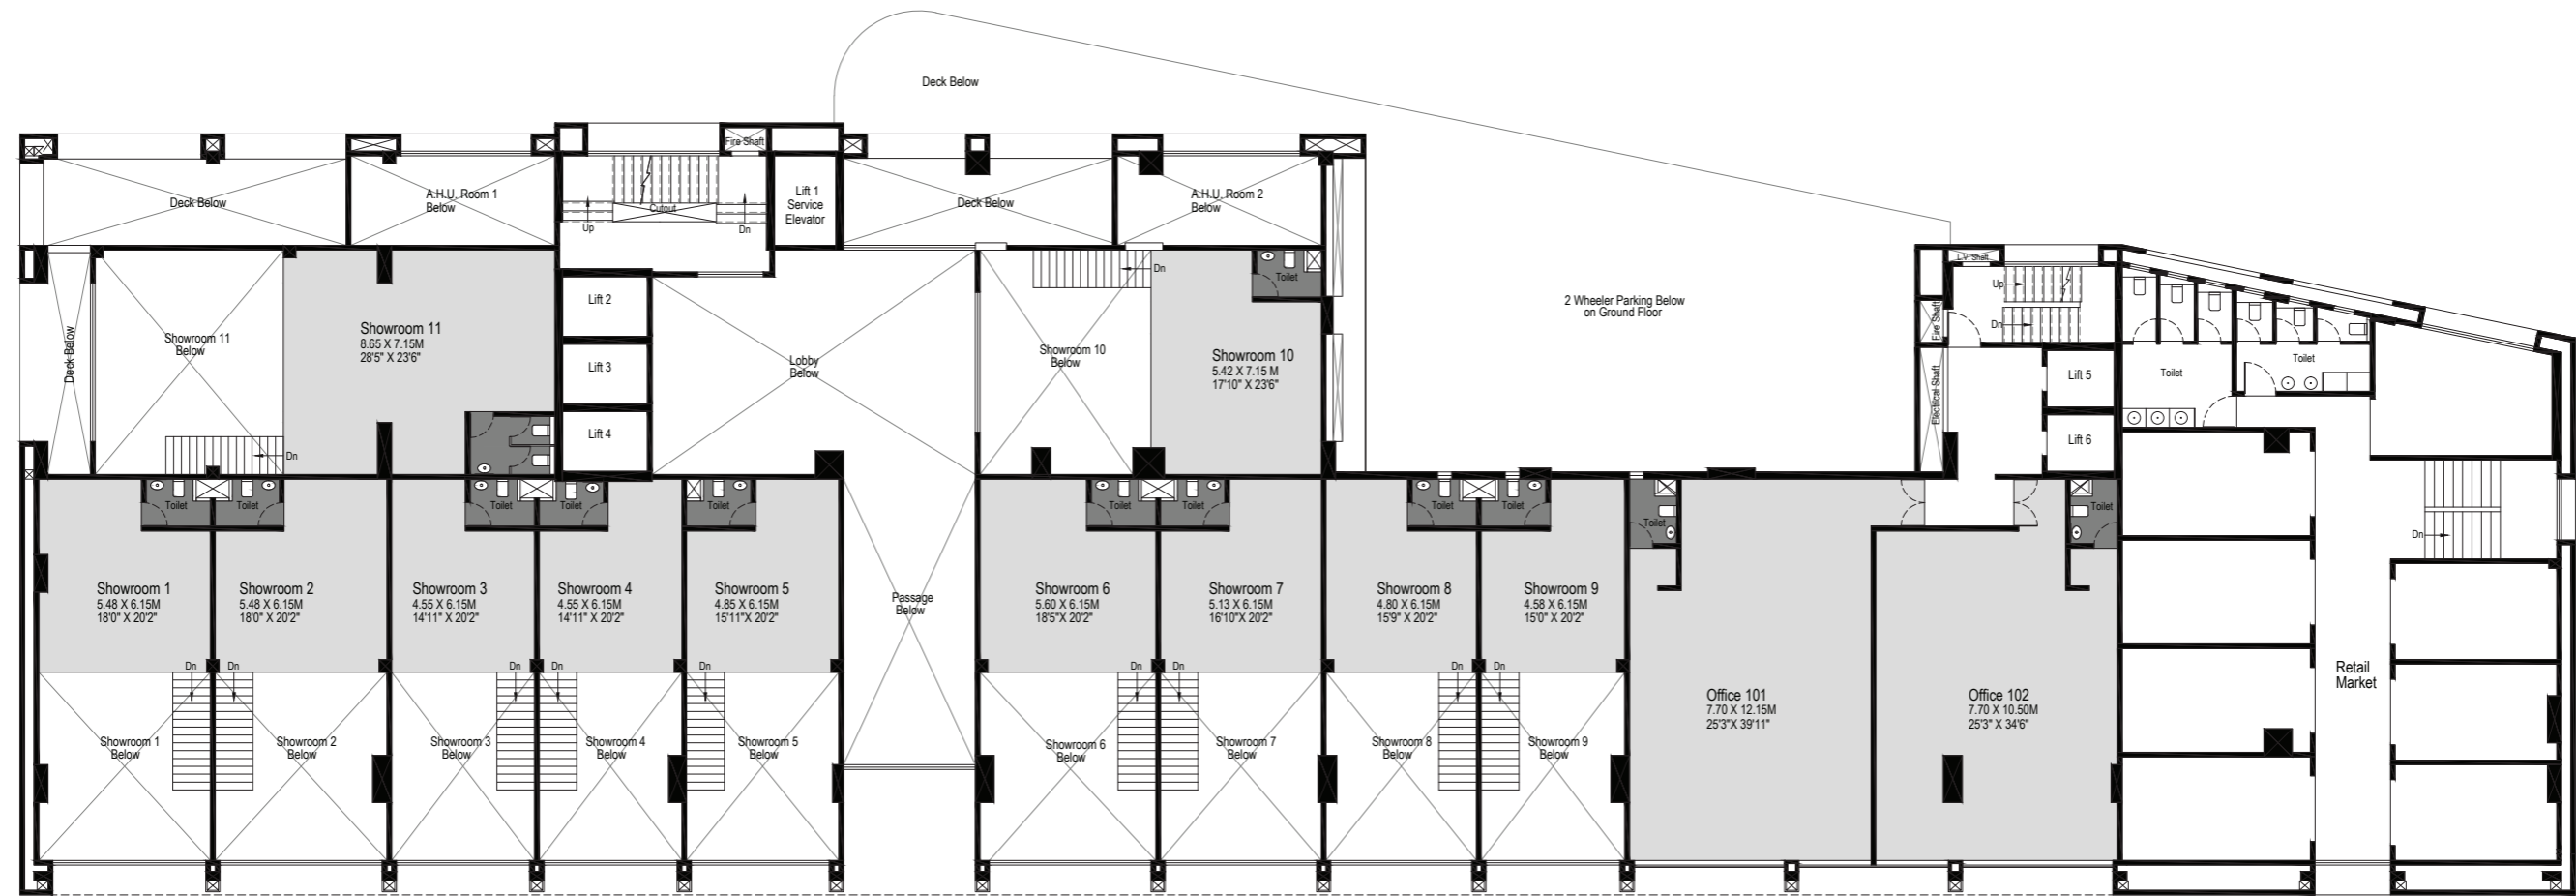 Deck Below
Fire Shaft
Deck Below
A.H.U. Room 1
Below
Cutout
Up
Dn
Lift 1
Service
Elevator
Deck Below
A.H.U. Room 2
Below
L.V. Shaft
Up
Dn
Fire Shaft
Electrical Shaft
2 Wheeler Parking Below
on Ground Floor
Lift 2
Lift 3
Lift 4
Deck Below
Showroom 11
Below
Showroom 11
8.65 X 7.15M
28'5" X 23'6"
Dn
Lobby
Below
Showroom 10
Below
Dn
Toilet
Showroom 10
5.42 X 7.15 M
17'10" X 23'6"
Lift 5
Lift 6
Toilet
Toilet
Toilet
Toilet
Toilet
Toilet
Toilet
Toilet
Toilet
Toilet
Toilet
Toilet
Toilet
Dn
Showroom 1
5.48 X 6.15M
18'0" X 20'2"
Showroom 2
5.48 X 6.15M
18'0" X 20'2"
Showroom 3
4.55 X 6.15M
14'11" X 20'2"
Showroom 4
4.55 X 6.15M
14'11" X 20'2"
Showroom 5
4.85 X 6.15M
15'11"X 20'2"
Passage
Below
Showroom 6
5.60 X 6.15M
18'5"X 20'2"
Showroom 7
5.13 X 6.15M
16'10"X 20'2"
Showroom 8
4.80 X 6.15M
15'9" X 20'2"
Showroom 9
4.58 X 6.15M
15'0" X 20'2"
Dn
Dn
Dn
Dn
Dn
Dn
Dn
Dn
Dn
Office 101
7.70 X 12.15M
25'3"X 39'11"
Office 102
7.70 X 10.50M
25'3" X 34'6"
Retail
Market
Showroom 1
Below
Showroom 2
Below
Showroom 3
Below
Showroom 4
Below
Showroom 5
Below
Showroom 6
Below
Showroom 7
Below
Showroom 8
Below
Showroom 9
Below